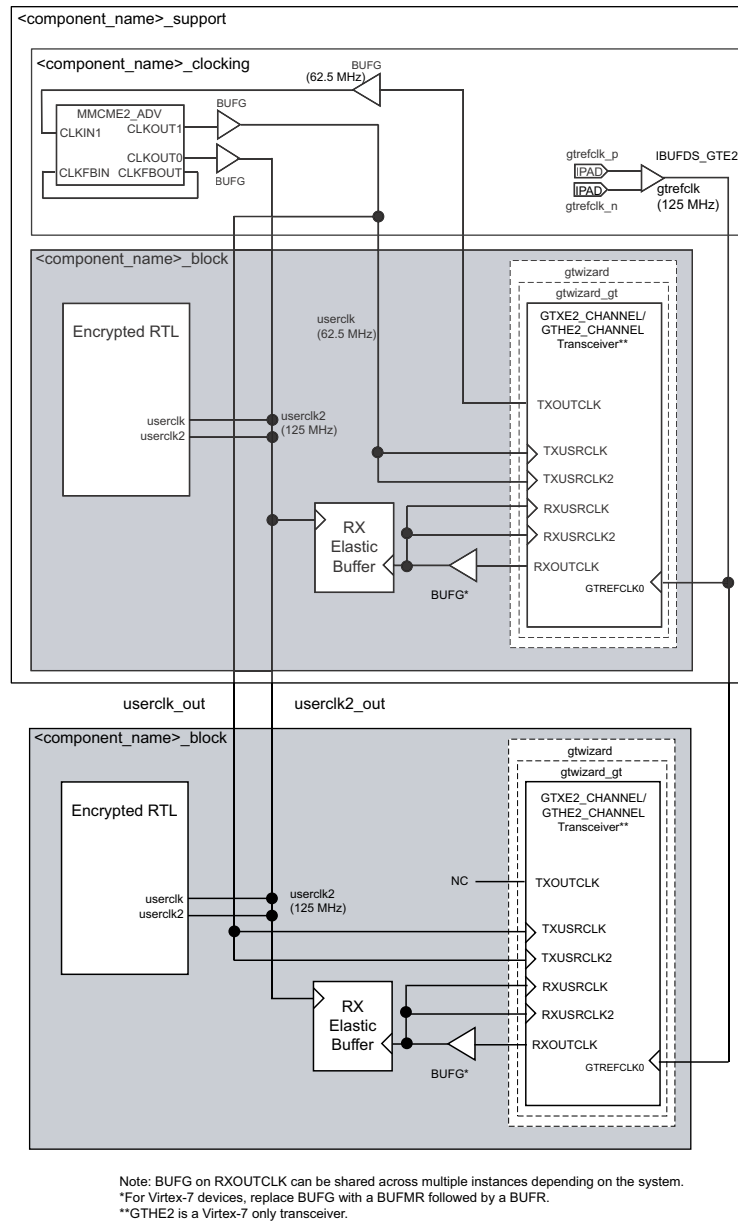 <component_name>_support
<component_name>_clocking
BUFG
(62.5 MHz)
MMCME2_ADV
CLKIN1
CLKOUT1
BUFG
CLKOUT0
CLKFBIN
CLKFBOUT
BUFG
gtrefclk_p
IPAD
IPAD
gtrefclk_n
IBUFDS_GTE2
gtrefclk
(125 MHz)
<component_name>_block
Encrypted RTL
userclk
userclk2
userclk
(62.5 MHz)
userclk2
(125 MHz)
RX
Elastic
Buffer
BUFG*
gtwizard
gtwizard_gt
GTXE2_CHANNEL/
GTHE2_CHANNEL
Transceiver**
TXOUTCLK
TXUSRCLK
TXUSRCLK2
RXUSRCLK
RXUSRCLK2
RXOUTCLK
GTREFCLK0
userclk_out
userclk2_out
<component_name>_block
Encrypted RTL
userclk
userclk2
userclk2
(125 MHz)
RX
Elastic
Buffer
BUFG*
NC
gtwizard
gtwizard_gt
GTXE2_CHANNEL/
GTHE2_CHANNEL
Transceiver**
TXOUTCLK
TXUSRCLK
TXUSRCLK2
RXUSRCLK
RXUSRCLK2
RXOUTCLK
GTREFCLK0
Note: BUFG on RXOUTCLK can be shared across multiple instances depending on the system.
*For Virtex-7 devices, replace BUFG with a BUFMR followed by a BUFR.
**GTHE2 is a Virtex-7 only transceiver.